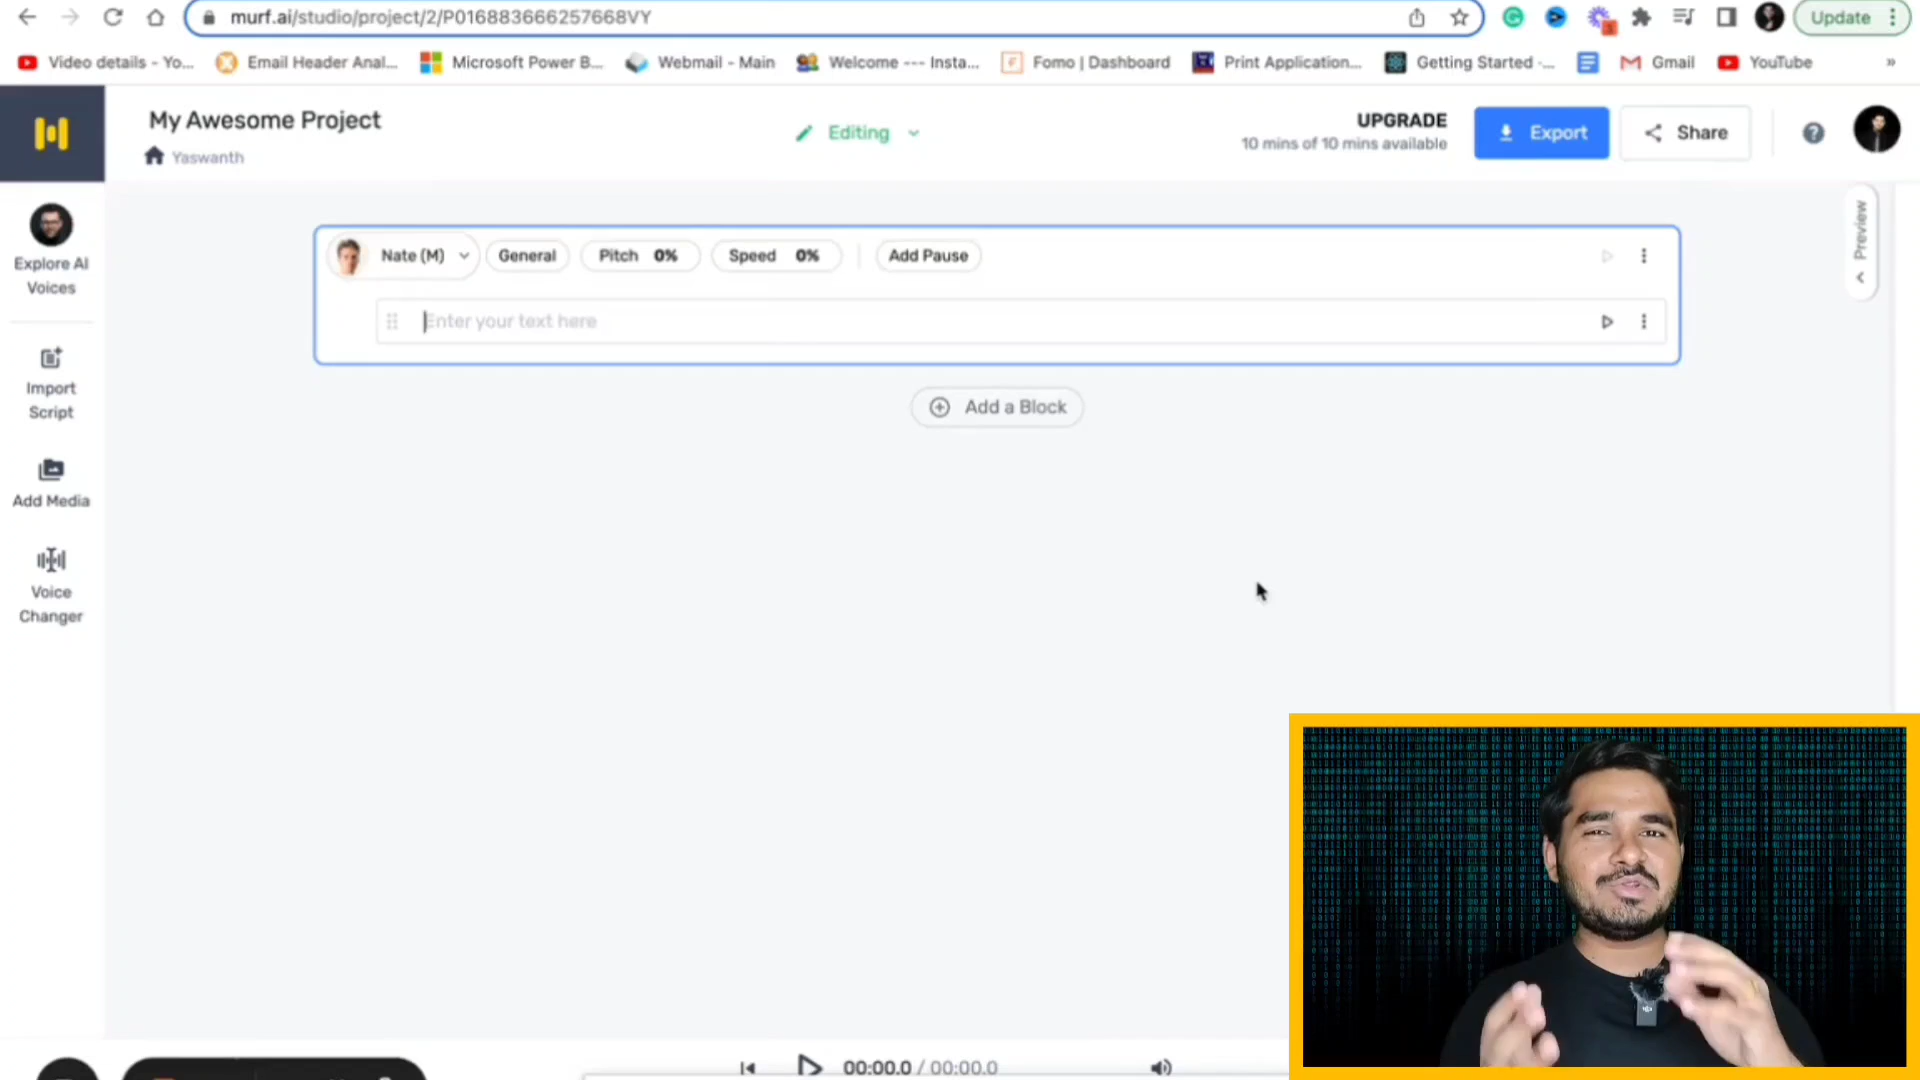 murf.ai/studio/project/2/P016883666257668VY
Update
Video details - Yo...
Email Header Anal...
Microsoft Power B...
Webmail - Main
Welcome --- Insta...
Fomo | Dashboard
Print Application...
Getting Started -...
Gmail
YouTube
»
My Awesome Project
Yaswanth
Editing
UPGRADE
10 mins of 10 mins available
Export
Share
Explore AI
Voices
Import
Script
Add Media
Voice
Changer
Nate (M)
General
Pitch 0%
Speed 0%
Add Pause
Enter your text here
Add a Block
Preview
00:00.0 / 00:00.0